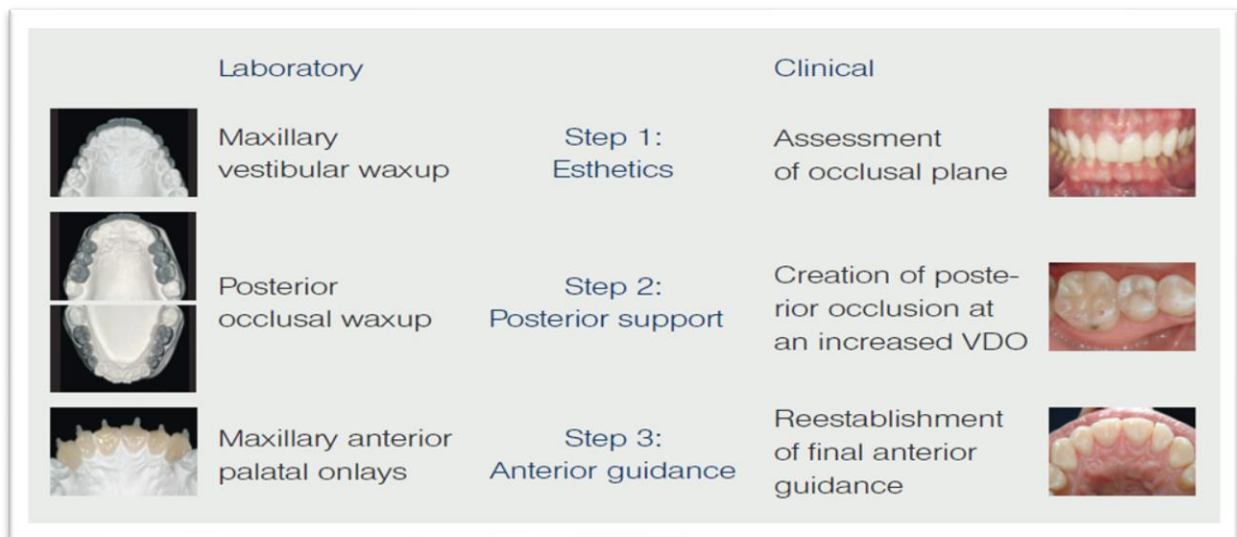 Laboratory
Clinical
Maxillary
vestibular waxup
Step 1:
Esthetics
Assessment
of occlusal plane
Posterior
occlusal waxup
Step 2:
Posterior support
Creation of poste-
rior occlusion at
an increased VDO
Maxillary anterior
palatal onlays
Step 3:
Anterior guidance
Reestablishment
of final anterior
guidance